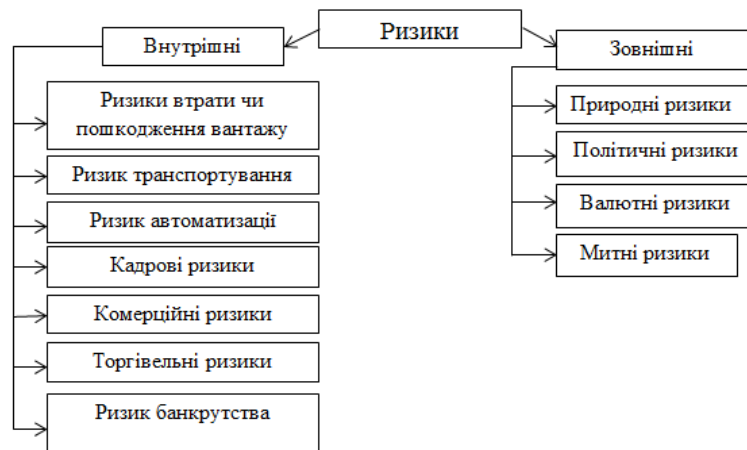 Ризики
Внутрішні
Ризики втрати чи
пошкодження вантажу
Ризик транспортування
Ризик автоматизації
Кадрові ризики
Комерційні ризики
Торгівельні ризики
Ризик банкрутства
Зовнішні
Природні ризики
Політичні ризики
Валютні ризики
Митні ризики